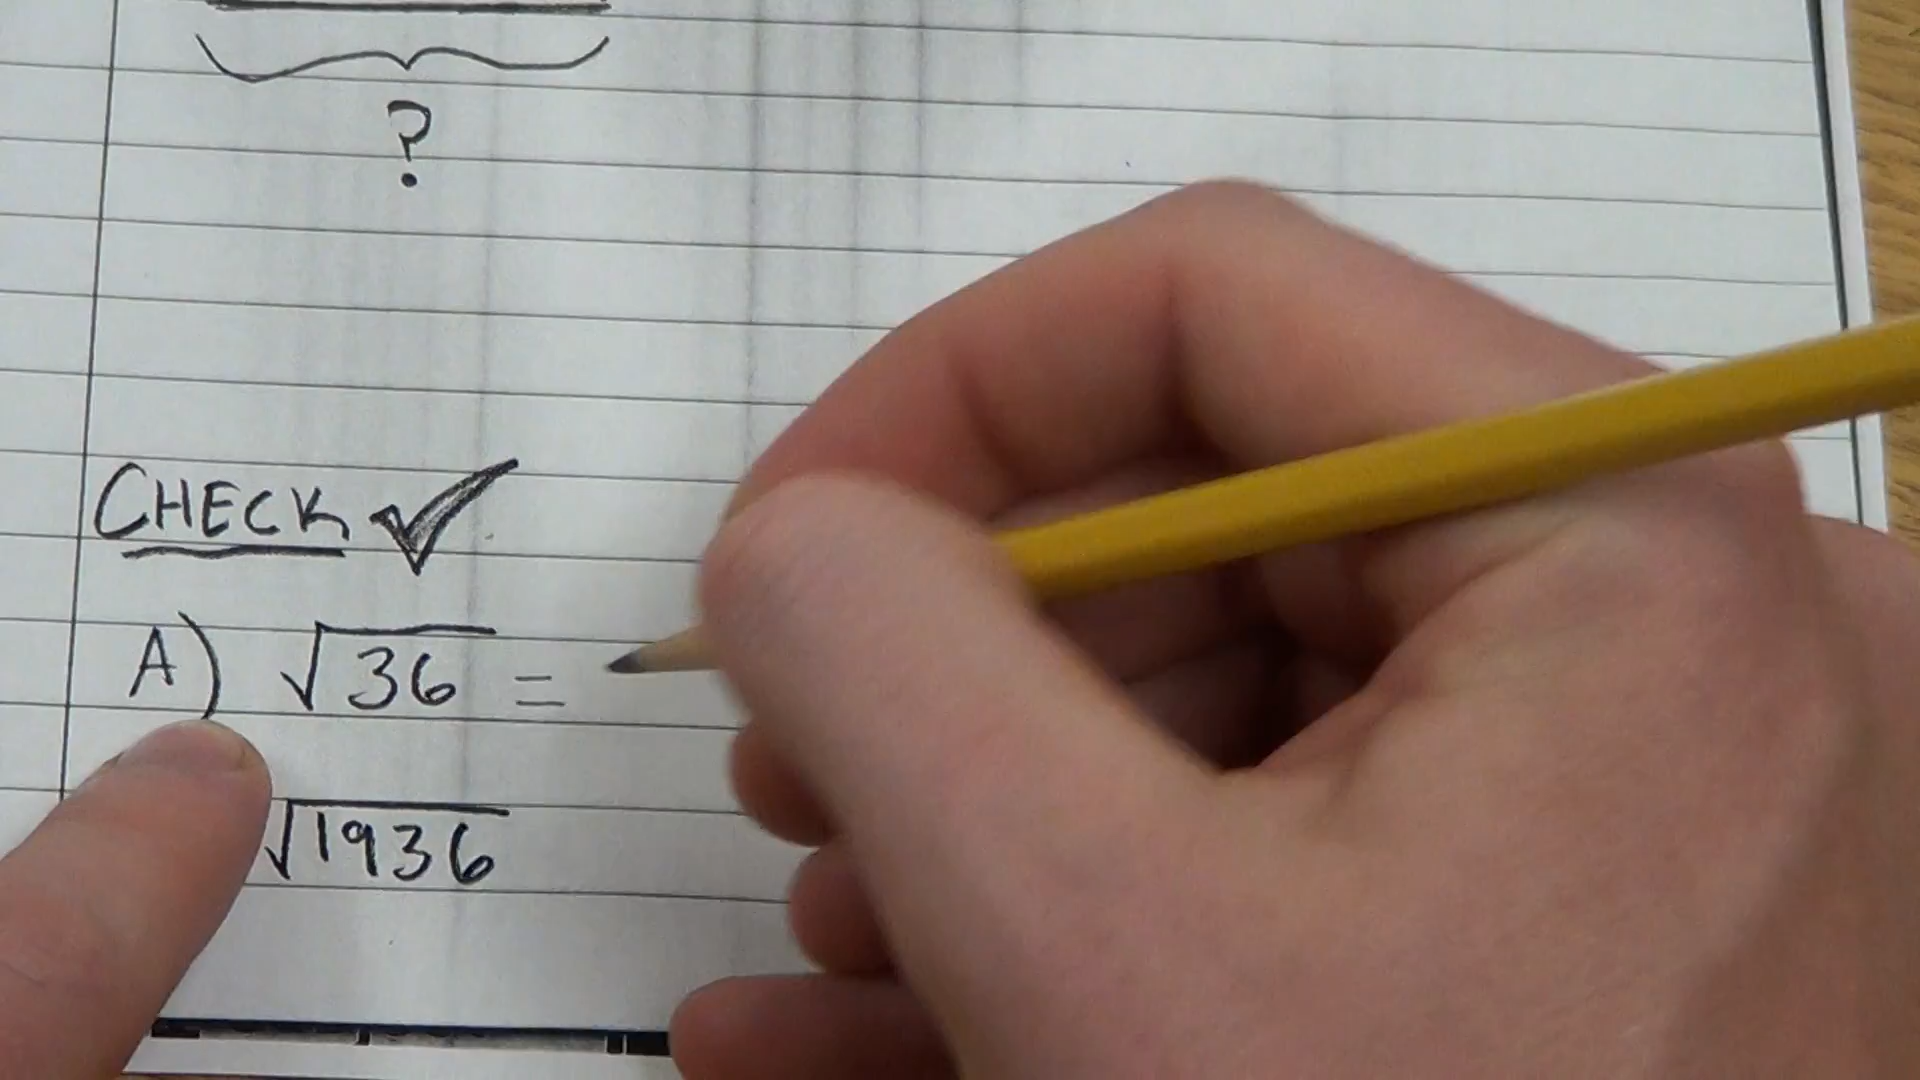 ?
CHECK ✓
A) √36 =
√1936